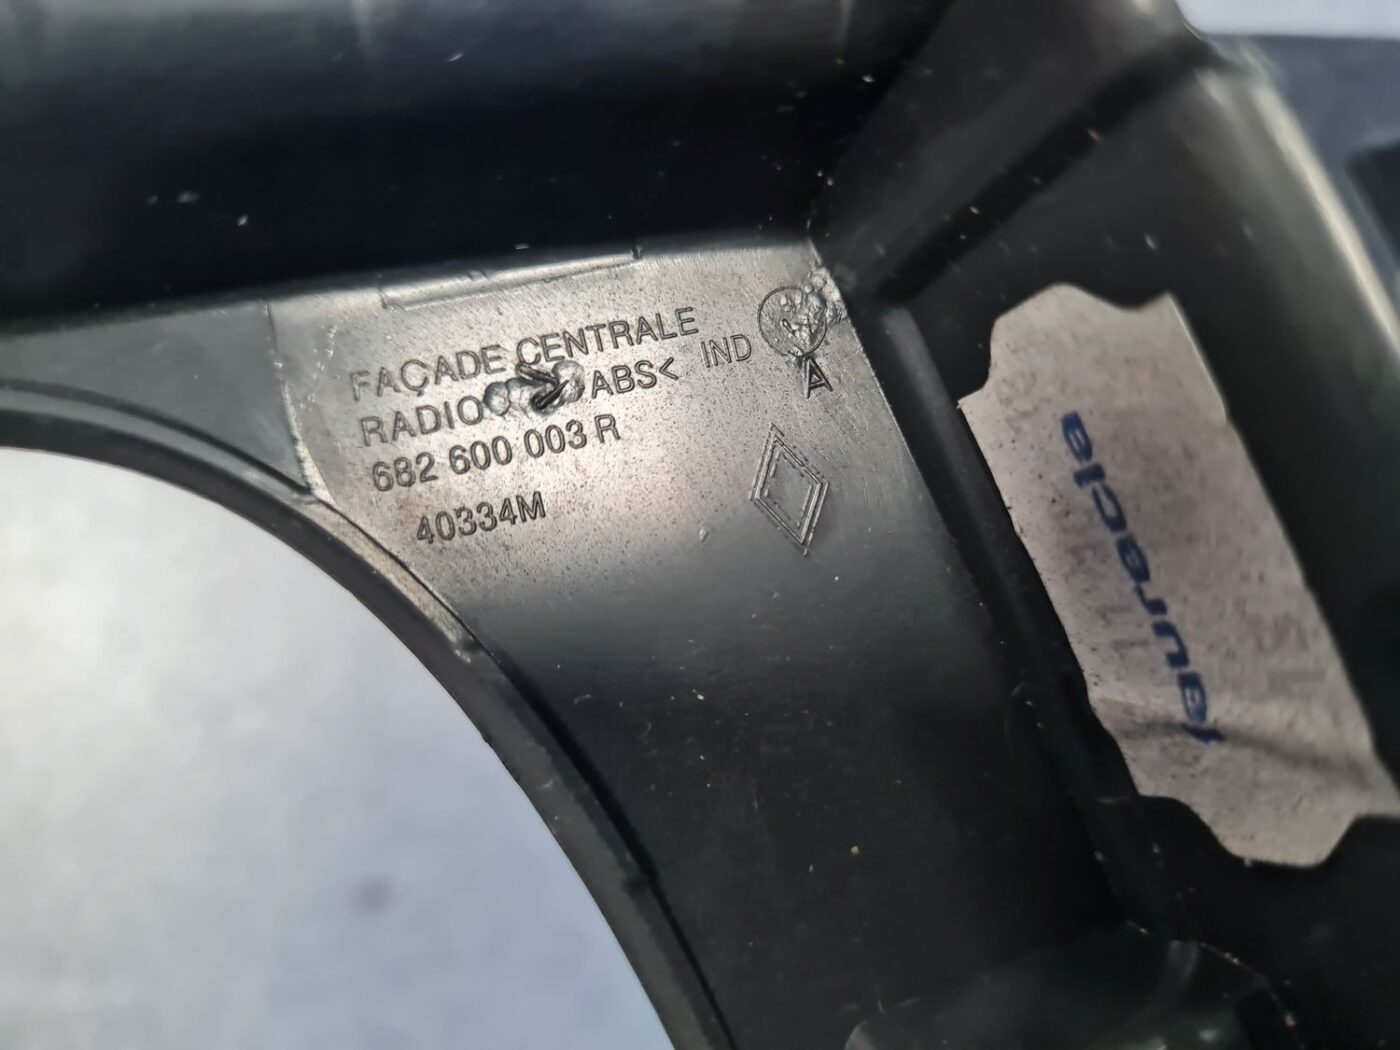 FAÇADE CENTRALE
RADIO ABS< IND
A
682 600 003 R
40334M
faurecia